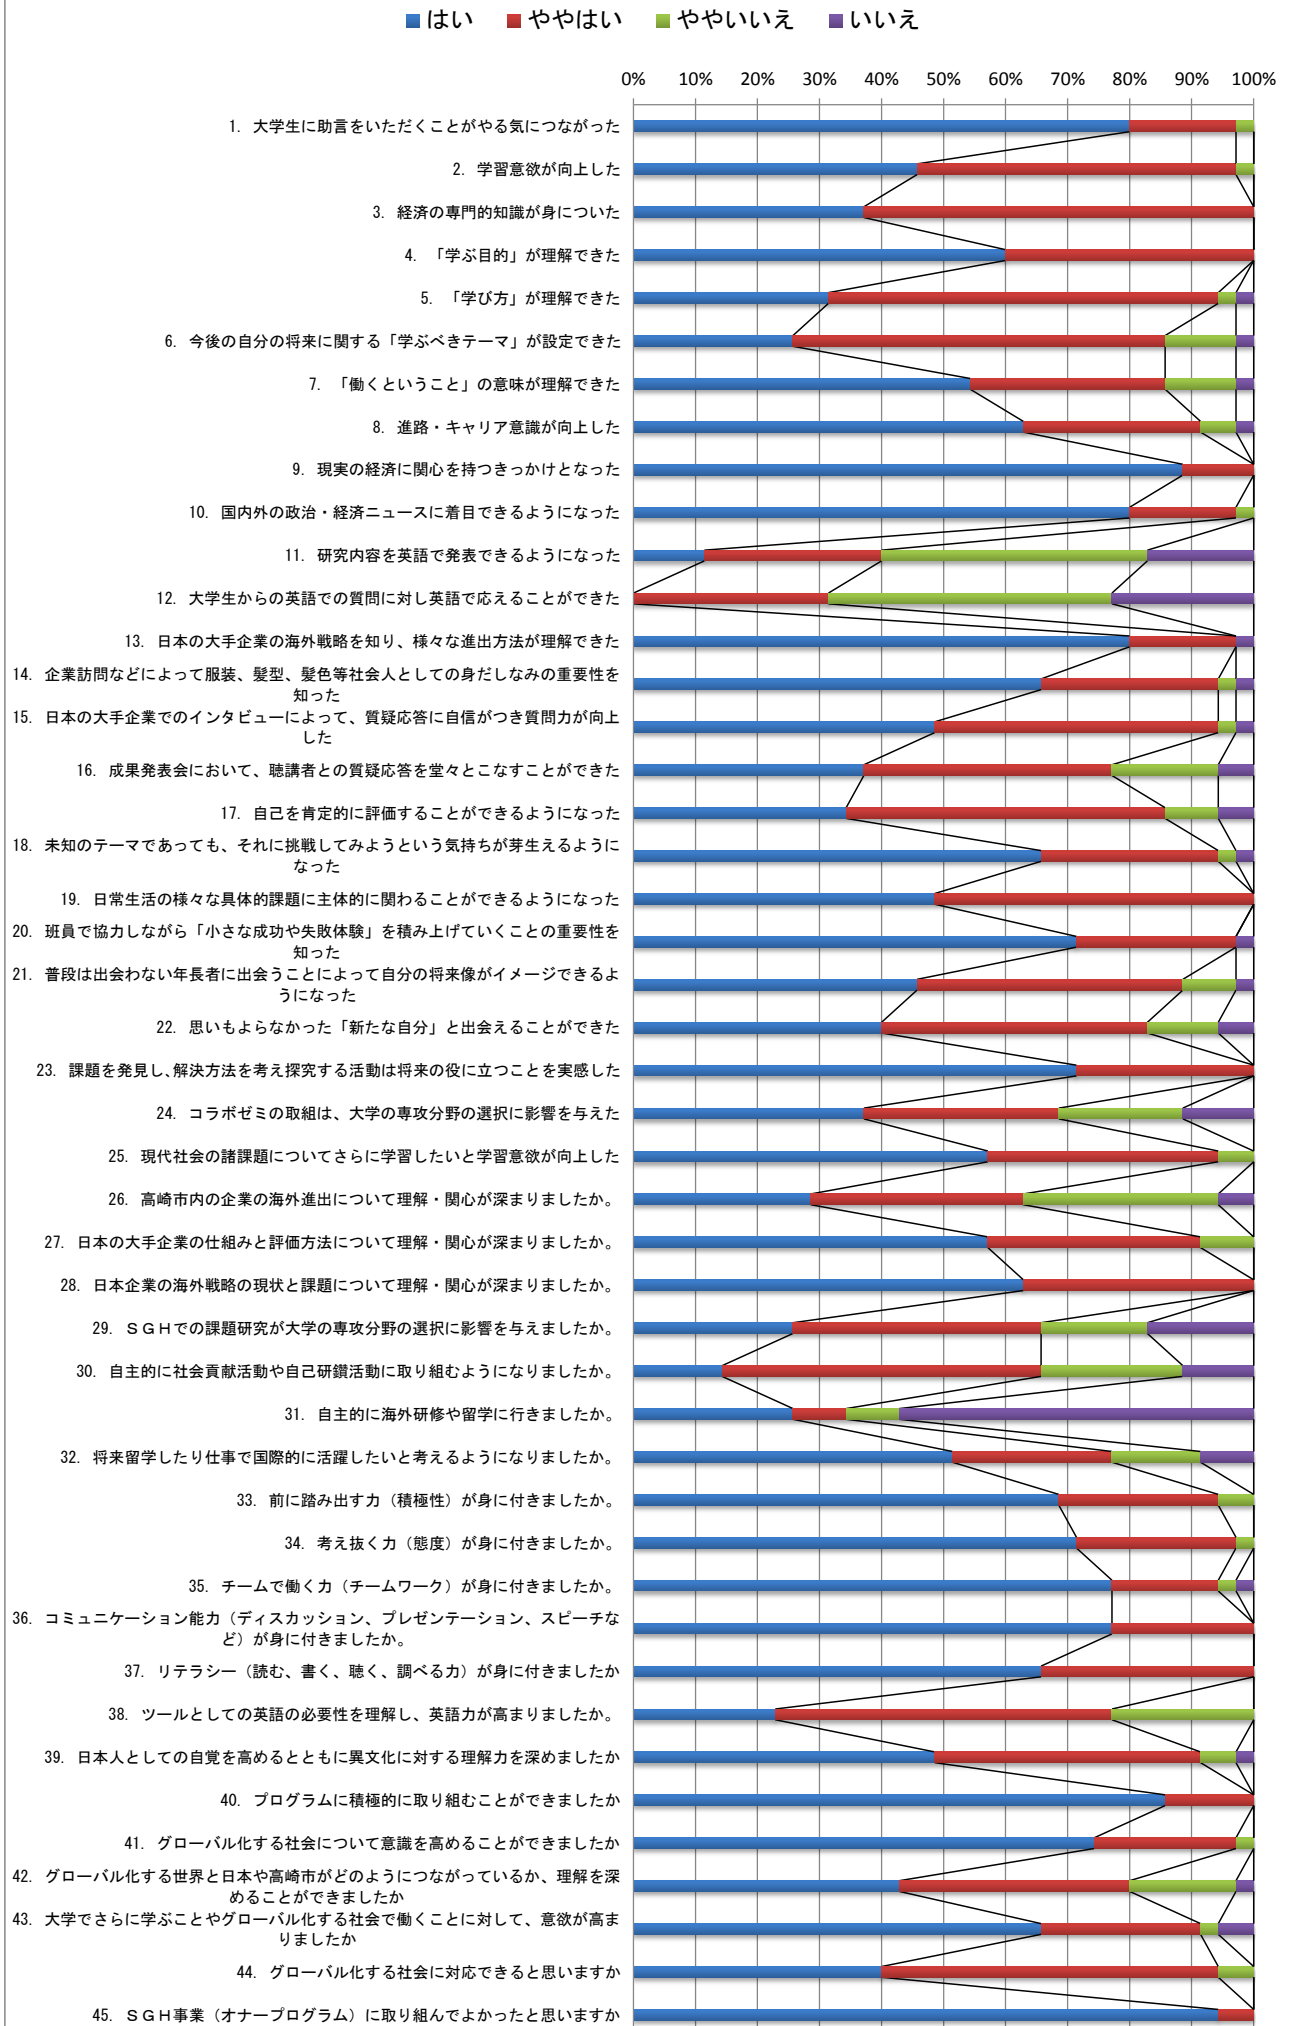 はい ややはい ややいいえ いいえ
0% 10% 20% 30% 40% 50% 60% 70% 80% 90% 100%
1. 大学生に助言をいただくことがやる気につながった
2. 学習意欲が向上した
3. 経済の専門的知識が身についた
4. 「学ぶ目的」が理解できた
5. 「学び方」が理解できた
6. 今後の自分の将来に関する「学ぶべきテーマ」が設定できた
7. 「働くということ」の意味が理解できた
8. 進路・キャリア意識が向上した
9. 現実の経済に関心を持つきっかけとなった
10. 国内外の政治・経済ニュースに着目できるようになった
11. 研究内容を英語で発表できるようになった
12. 大学生からの英語での質問に対し英語で応えることができた
13. 日本の大手企業の海外戦略を知り、様々な進出方法が理解できた
14. 企業訪問などによって服装、髪型、髪色等社会人としての身だしなみの重要性を
知った
15. 日本の大手企業でのインタビューによって、質疑応答に自信がつき質問力が向上
した
16. 成果発表会において、聴講者との質疑応答を堂々とこなすことができた
17. 自己を肯定的に評価することができるようになった
18. 未知のテーマであっても、それに挑戦してみようという気持ちが芽生えるように
なった
19. 日常生活の様々な具体的課題に主体的に関わることができるようになった
20. 班員で協力しながら「小さな成功や失敗体験」を積み上げていくことの重要性を
知った
21. 普段は出会わない年長者に出会うことによって自分の将来像がイメージできるよ
うになった
22. 思いもよらなかった「新たな自分」と出会えることができた
23. 課題を発見し、解決方法を考え探究する活動は将来の役に立つことを実感した
24. コラボゼミの取組は、大学の専攻分野の選択に影響を与えた
25. 現代社会の諸課題についてさらに学習したいと学習意欲が向上した
26. 高崎市内の企業の海外進出について理解・関心が深まりましたか。
27. 日本の大手企業の仕組みと評価方法について理解・関心が深まりましたか。
28. 日本企業の海外戦略の現状と課題について理解・関心が深まりましたか。
29. ＳＧＨでの課題研究が大学の専攻分野の選択に影響を与えましたか。
30. 自主的に社会貢献活動や自己研鑽活動に取り組むようになりましたか。
31. 自主的に海外研修や留学に行きましたか。
32. 将来留学したり仕事で国際的に活躍したいと考えるようになりましたか。
33. 前に踏み出す力（積極性）が身に付きましたか。
34. 考え抜く力（態度）が身に付きましたか。
35. チームで働く力（チームワーク）が身に付きましたか。
36. コミュニケーション能力（ディスカッション、プレゼンテーション、スピーチな
ど）が身に付きましたか。
37. リテラシー（読む、書く、聴く、調べる力）が身に付きましたか
38. ツールとしての英語の必要性を理解し、英語力が高まりましたか。
39. 日本人としての自覚を高めるとともに異文化に対する理解力を深めましたか
40. プログラムに積極的に取り組むことができましたか
41. グローバル化する社会について意識を高めることができましたか
42. グローバル化する世界と日本や高崎市がどのようにつながっているか、理解を深
めることができましたか
43. 大学でさらに学ぶことやグローバル化する社会で働くことに対して、意欲が高ま
りましたか
44. グローバル化する社会に対応できると思いますか
45. ＳＧＨ事業（オナープログラム）に取り組んでよかったと思いますか